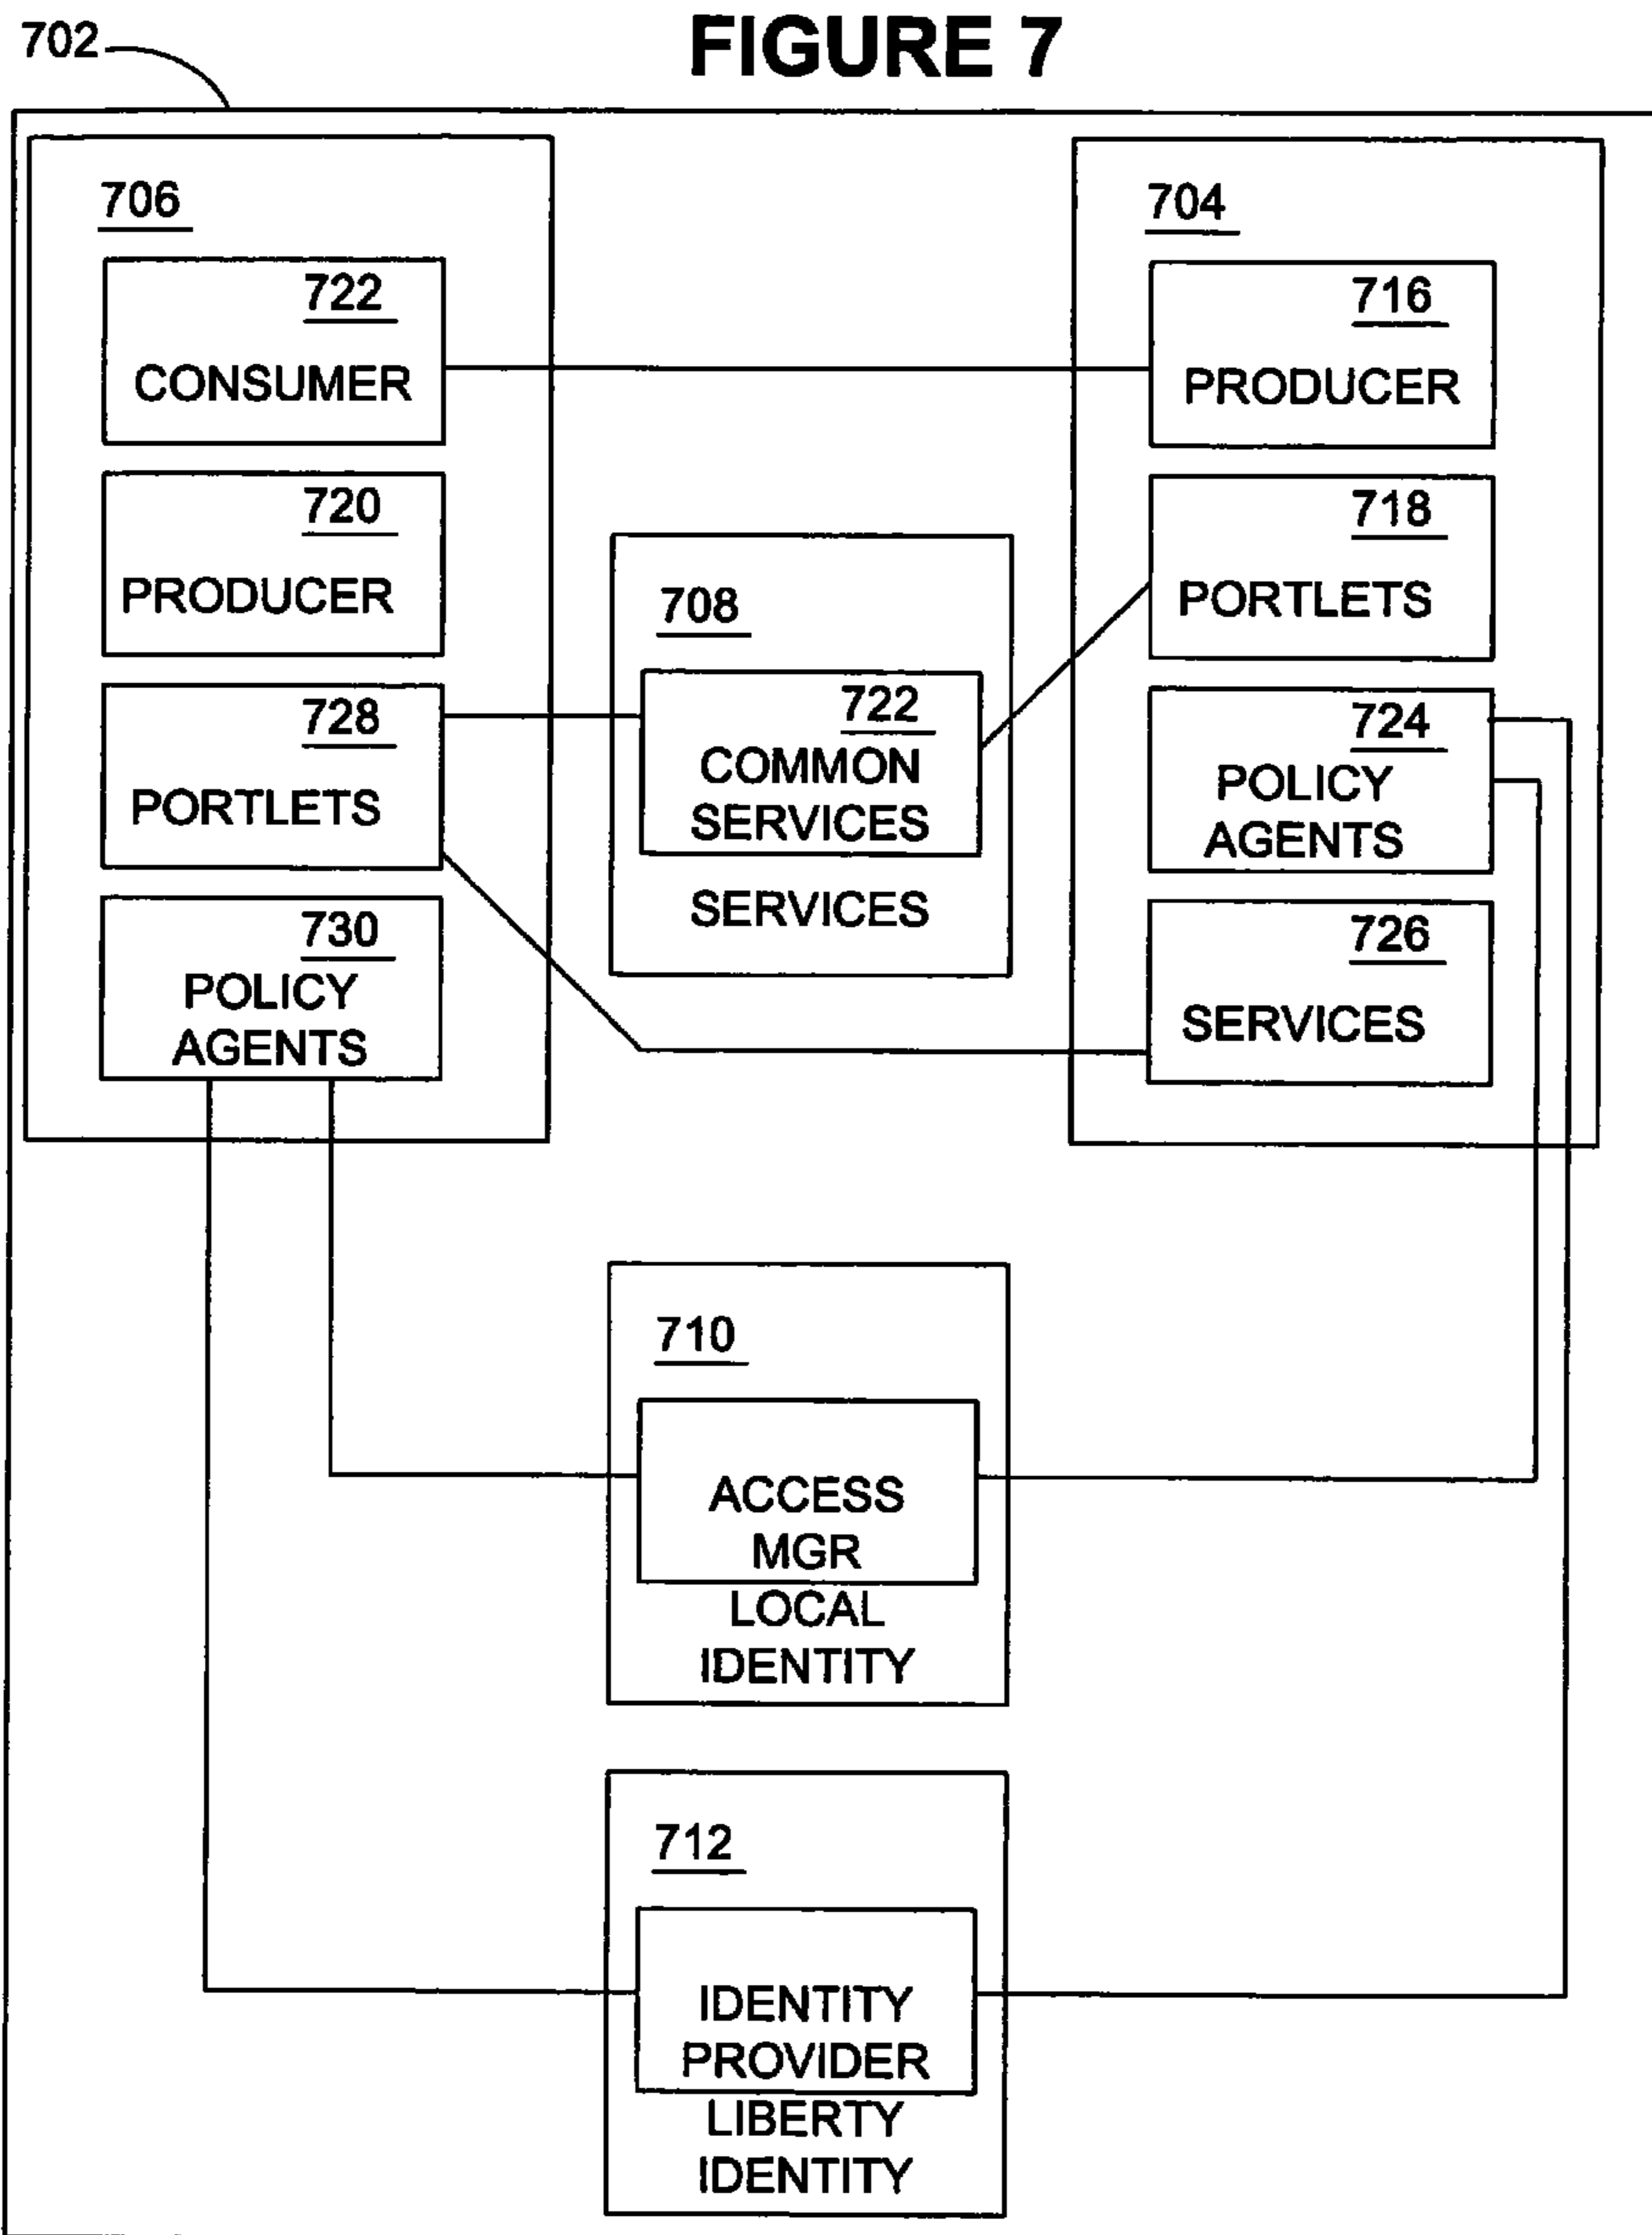 FIGURE 7
702
706
722
CONSUMER
720
PRODUCER
728
PORTLETS
730
POLICY
AGENTS
708
722
COMMON
SERVICES
SERVICES
704
716
PRODUCER
718
PORTLETS
724
POLICY
AGENTS
726
SERVICES
710
ACCESS
MGR
LOCAL
IDENTITY
712
IDENTITY
PROVIDER
LIBERTY
IDENTITY